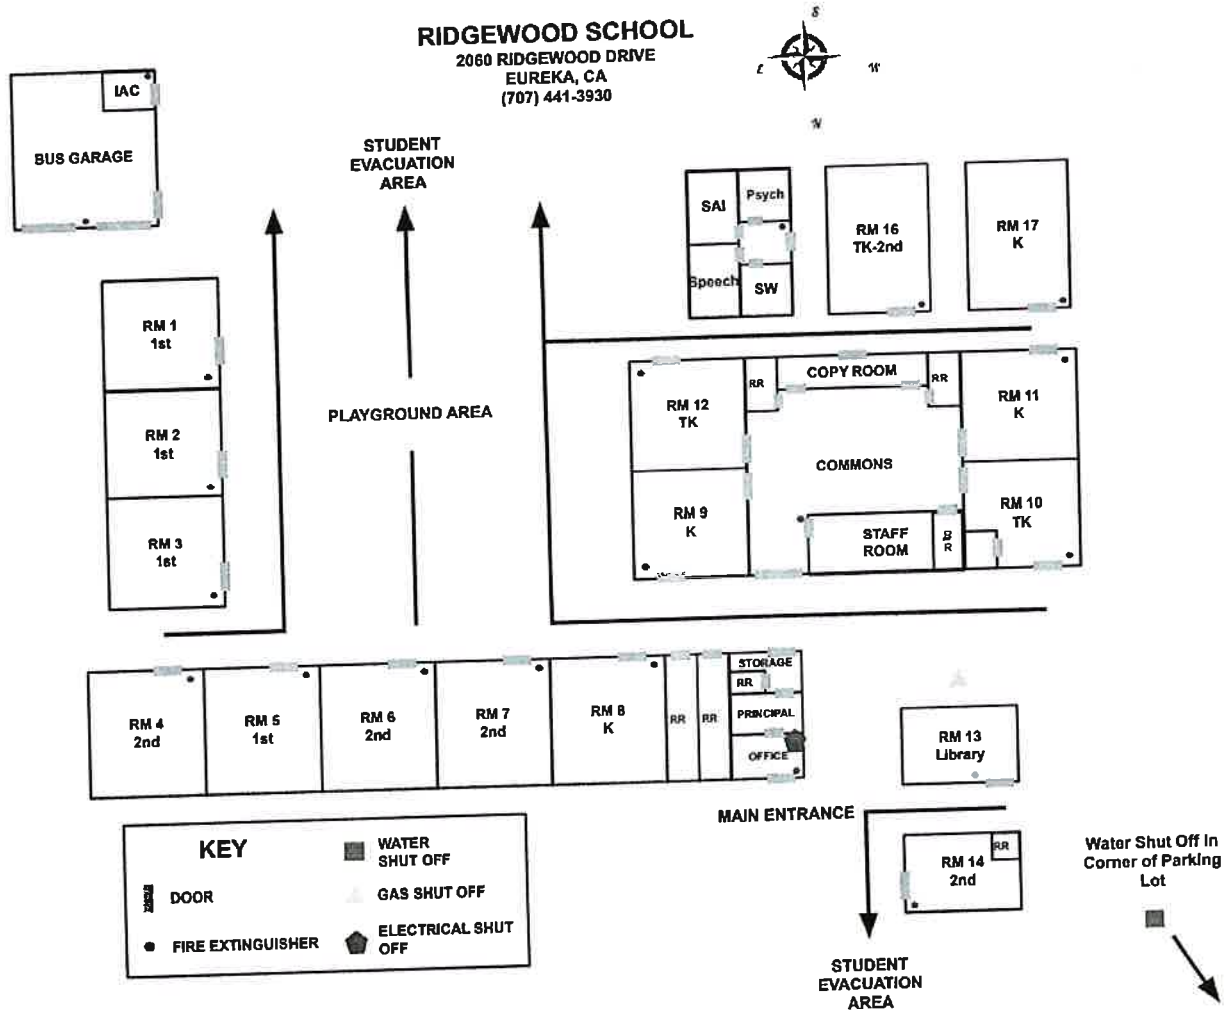 RIDGEWOOD SCHOOL
2060 RIDGEWOOD DRIVE
EUREKA, CA
(707) 441-3930
S
E
W
N
IAC
BUS GARAGE
STUDENT
EVACUATION
AREA
SAI
Psych
Speech
SW
RM 16
TK-2nd
RM 17
K
RM 1
1st
RM 2
1st
RM 3
1st
PLAYGROUND AREA
RM 12
TK
RR
COPY ROOM
RR
RM 11
K
COMMONS
RM 9
K
STAFF
ROOM
RM 10
TK
RM 4
2nd
RM 5
1st
RM 6
2nd
RM 7
2nd
RM 8
K
RR
RR
STORAGE
RR
PRINCIPAL
OFFICE
RM 13
Library
MAIN ENTRANCE
RM 14
2nd
RR
Water Shut Off in
Corner of Parking
Lot
STUDENT
EVACUATION
AREA
KEY
DOOR
FIRE EXTINGUISHER
WATER
SHUT OFF
GAS SHUT OFF
ELECTRICAL SHUT
OFF